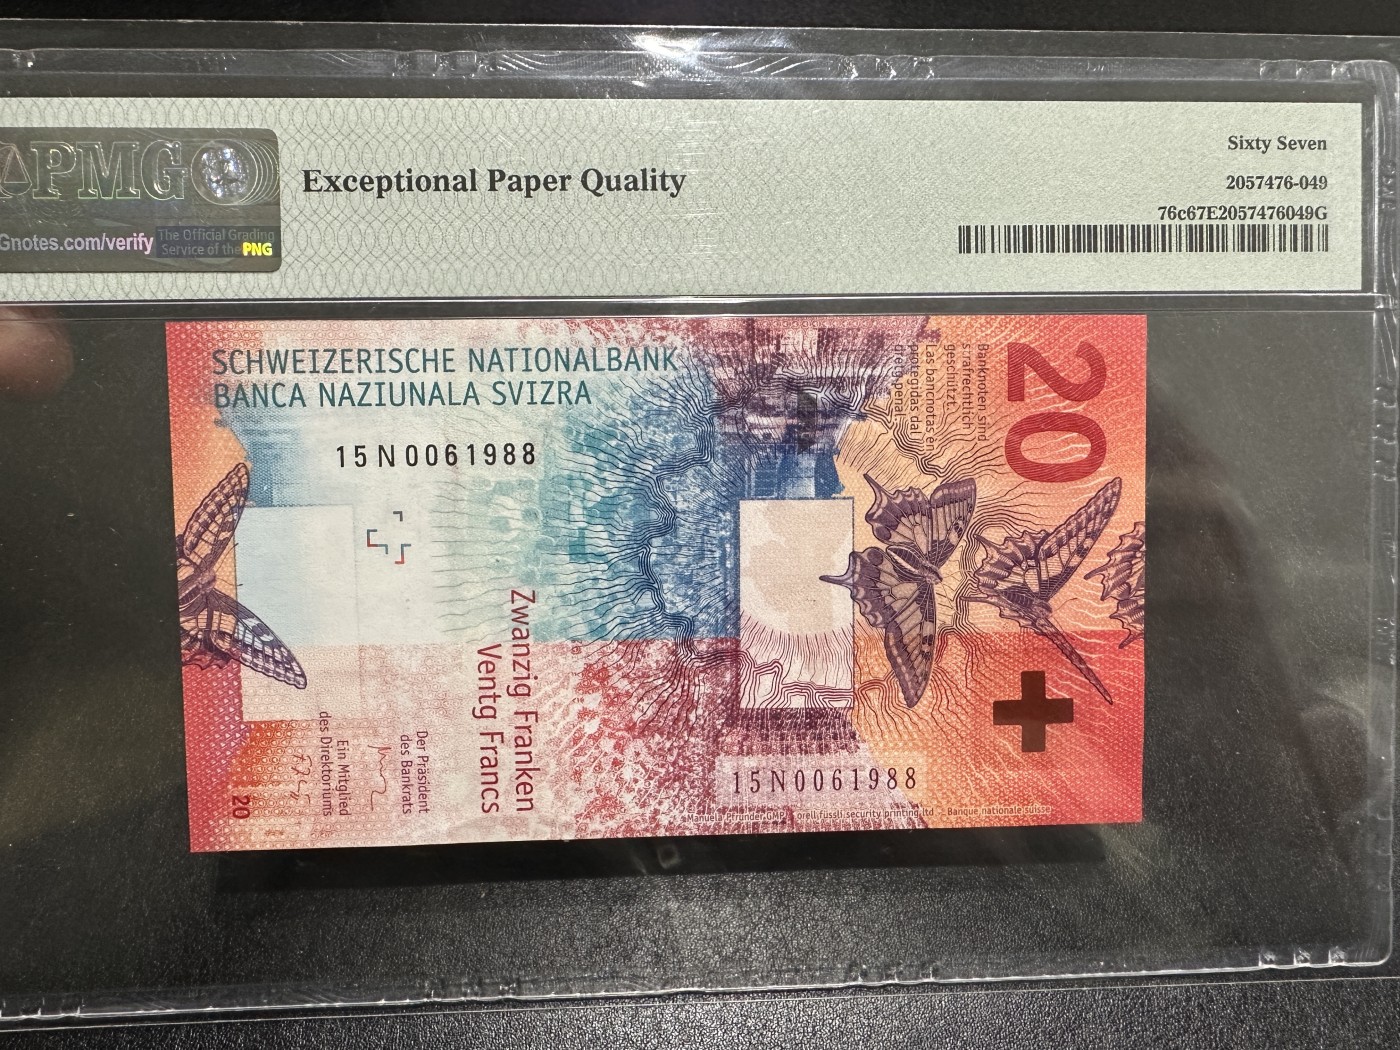 PMG
Gnotes.com/verify
The Official Grading
Service of the PNG
Exceptional Paper Quality
Sixty Seven
2057476-049
76c67E2057476049G
SCHWEIZERISCHE NATIONALBANK
BANCA NAZIUNALA SVIZRA
15N0061988
20
Banknoten sind
strafrechtlich
geschützt.
Las bancnotas èn
protegidas dal
dretg penal.
Zwanzig Franken
Ventg Francs
Der Präsident
des Bankrats
Ein Mitglied
des Direktoriums
20
15N0061988
Manuela Pfrunder GMP orell füssli security printing ltd - Banque nationale suisse